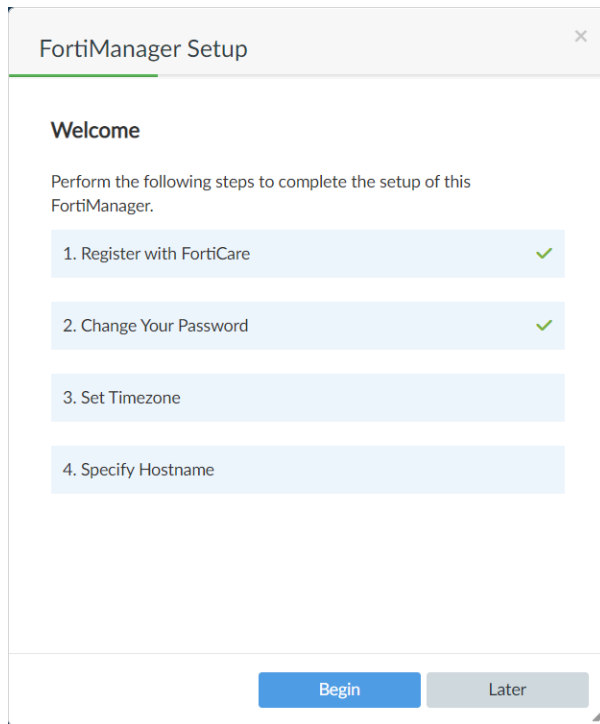 FortiManager Setup
Welcome
Perform the following steps to complete the setup of this
FortiManager.
1. Register with FortiCare
2. Change Your Password
3. Set Timezone
4. Specify Hostname
Begin
Later